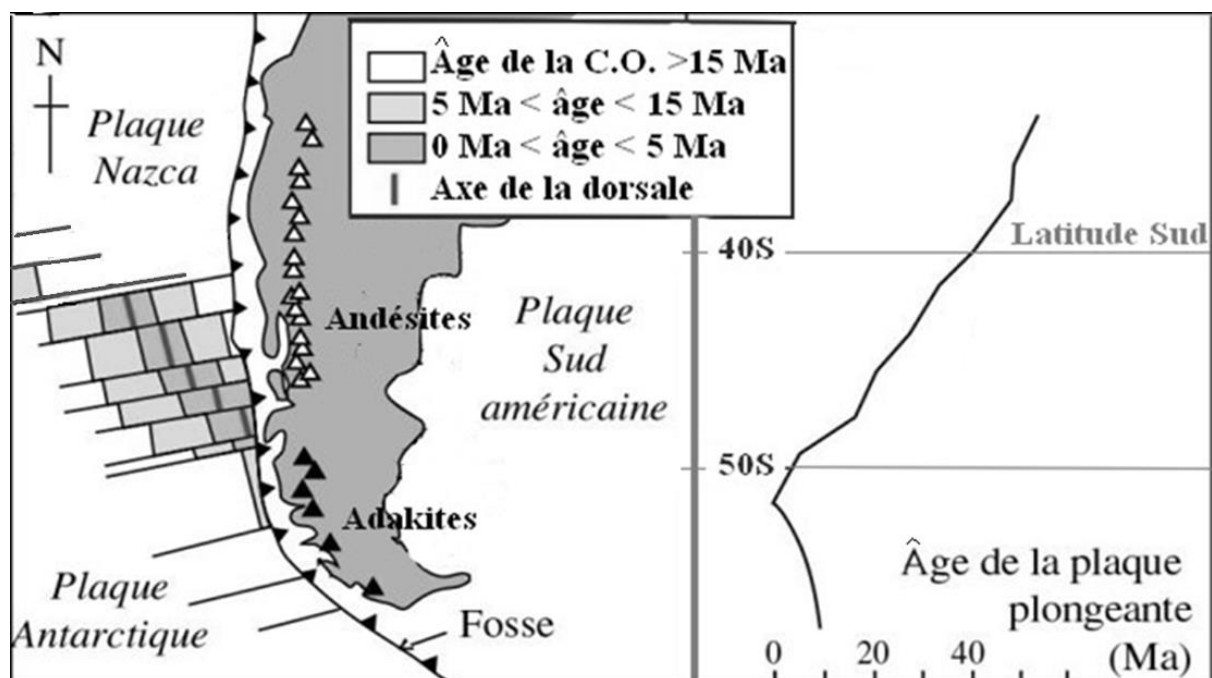 N
Plaque
Nazca
Âge de la C.O. >15 Ma
5 Ma < âge < 15 Ma
0 Ma < âge < 5 Ma
Axe de la dorsale
Andésites
Plaque
Sud
américaine
Adakites
Plaque
Antarctique
Fosse
Latitude Sud
40S
50S
Âge de la plaque
plongeante
(Ma)
0 20 40